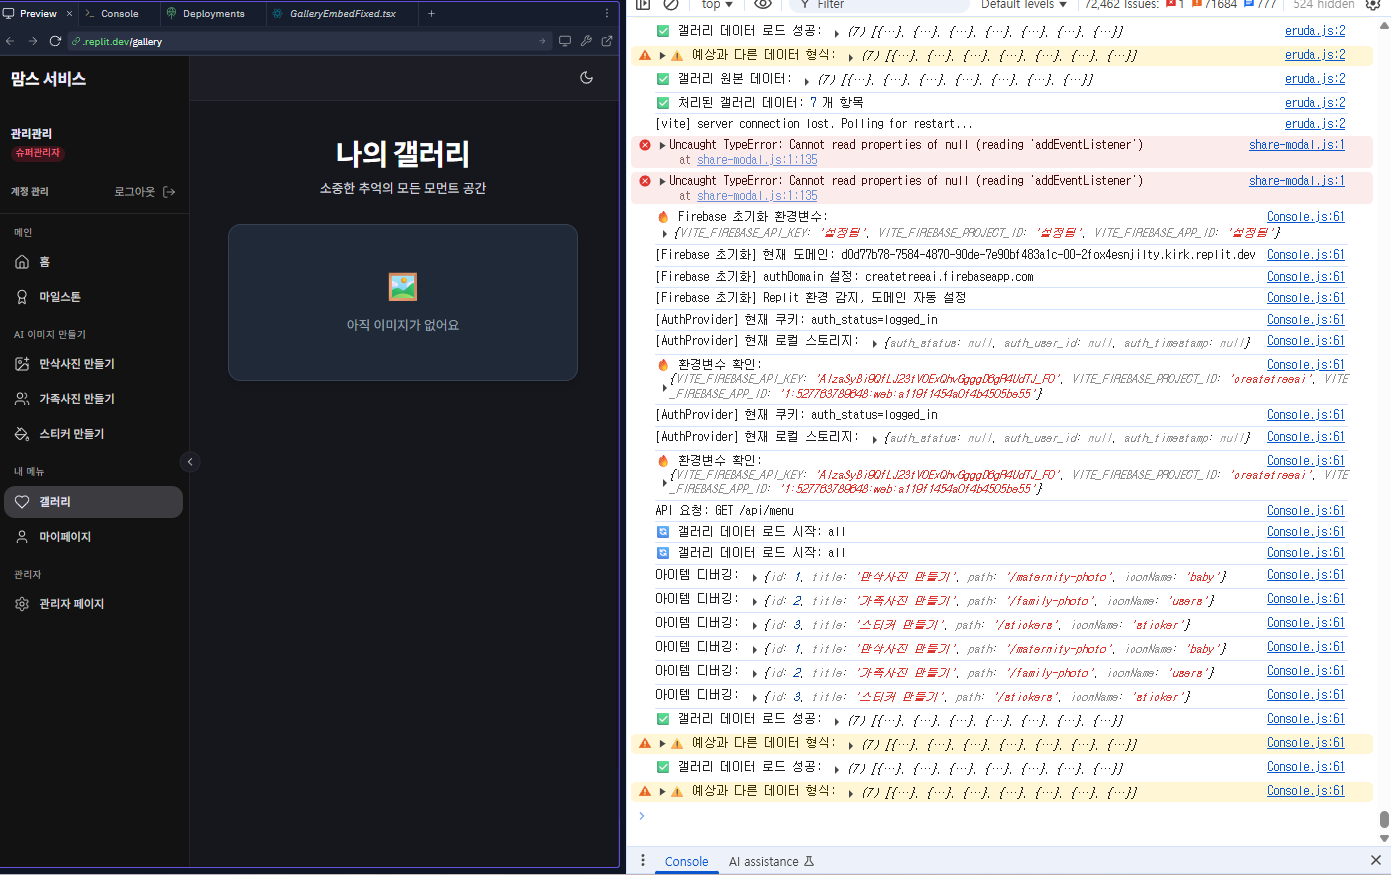 Preview
Console
Deployments
GalleryEmbedFixed.tsx
.replit.dev/gallery
맘스 서비스
관리관리
슈퍼관리자
계정 관리
로그아웃
메인
홈
마일스톤
AI 이미지 만들기
만삭사진 만들기
가족사진 만들기
스티커 만들기
내 메뉴
갤러리
마이페이지
관리자
관리자 페이지
나의 갤러리
소중한 추억의 모든 모먼트 공간
아직 이미지가 없어요
top
Filter
Default levels
72,462 Issues: 1 71684 777
524 hidden
갤러리 데이터 로드 성공: (7) [{…}, {…}, {…}, {…}, {…}, {…}, {…}] eruda.js:2
예상과 다른 데이터 형식: (7) [{…}, {…}, {…}, {…}, {…}, {…}, {…}] eruda.js:2
갤러리 원본 데이터: (7) [{…}, {…}, {…}, {…}, {…}, {…}, {…}] eruda.js:2
처리된 갤러리 데이터: 7 개 항목 eruda.js:2
[vite] server connection lost. Polling for restart... eruda.js:2
Uncaught TypeError: Cannot read properties of null (reading 'addEventListener') share-modal.js:1
at share-modal.js:1:135
Uncaught TypeError: Cannot read properties of null (reading 'addEventListener') share-modal.js:1
at share-modal.js:1:135
Firebase 초기화 환경변수: Console.js:61
{VITE_FIREBASE_API_KEY: '설정됨', VITE_FIREBASE_PROJECT_ID: '설정됨', VITE_FIREBASE_APP_ID: '설정됨'}
[Firebase 초기화] 현재 도메인: d0d77b78-7584-4870-90de-7e90bf483a1c-00-2fox4esnjilty.kirk.replit.dev Console.js:61
[Firebase 초기화] authDomain 설정: createtreeai.firebaseapp.com Console.js:61
[Firebase 초기화] Replit 환경 감지, 도메인 자동 설정 Console.js:61
[AuthProvider] 현재 쿠키: auth_status=logged_in Console.js:61
[AuthProvider] 현재 로컬 스토리지: {auth_status: null, auth_user_id: null, auth_timestamp: null} Console.js:61
환경변수 확인: Console.js:61
{VITE_FIREBASE_API_KEY: VITE_FIREBASE_PROJECT_ID: 'createtreeai', VITE
_FIREBASE_APP_ID: '1:527763789648:web:a119f1454a0f4b4505be55'}
[AuthProvider] 현재 쿠키: auth_status=logged_in Console.js:61
[AuthProvider] 현재 로컬 스토리지: {auth_status: null, auth_user_id: null, auth_timestamp: null} Console.js:61
환경변수 확인: Console.js:61
{VITE_FIREBASE_API_KEY: VITE_FIREBASE_PROJECT_ID: 'createtreeai', VITE
_FIREBASE_APP_ID: '1:527763789648:web:a119f1454a0f4b4505be55'}
API 요청: GET /api/menu Console.js:61
갤러리 데이터 로드 시작: all Console.js:61
갤러리 데이터 로드 시작: all Console.js:61
아이템 디버깅: {id: 1, title: '만삭사진 만들기', path: '/maternity-photo', iconName: 'baby'} Console.js:61
아이템 디버깅: {id: 2, title: '가족사진 만들기', path: '/family-photo', iconName: 'users'} Console.js:61
아이템 디버깅: {id: 3, title: '스티커 만들기', path: '/stickers', iconName: 'sticker'} Console.js:61
아이템 디버깅: {id: 1, title: '만삭사진 만들기', path: '/maternity-photo', iconName: 'baby'} Console.js:61
아이템 디버깅: {id: 2, title: '가족사진 만들기', path: '/family-photo', iconName: 'users'} Console.js:61
아이템 디버깅: {id: 3, title: '스티커 만들기', path: '/stickers', iconName: 'sticker'} Console.js:61
갤러리 데이터 로드 성공: (7) [{…}, {…}, {…}, {…}, {…}, {…}, {…}] Console.js:61
예상과 다른 데이터 형식: (7) [{…}, {…}, {…}, {…}, {…}, {…}, {…}] Console.js:61
갤러리 데이터 로드 성공: (7) [{…}, {…}, {…}, {…}, {…}, {…}, {…}] Console.js:61
예상과 다른 데이터 형식: (7) [{…}, {…}, {…}, {…}, {…}, {…}, {…}] Console.js:61
Console
AI assistance